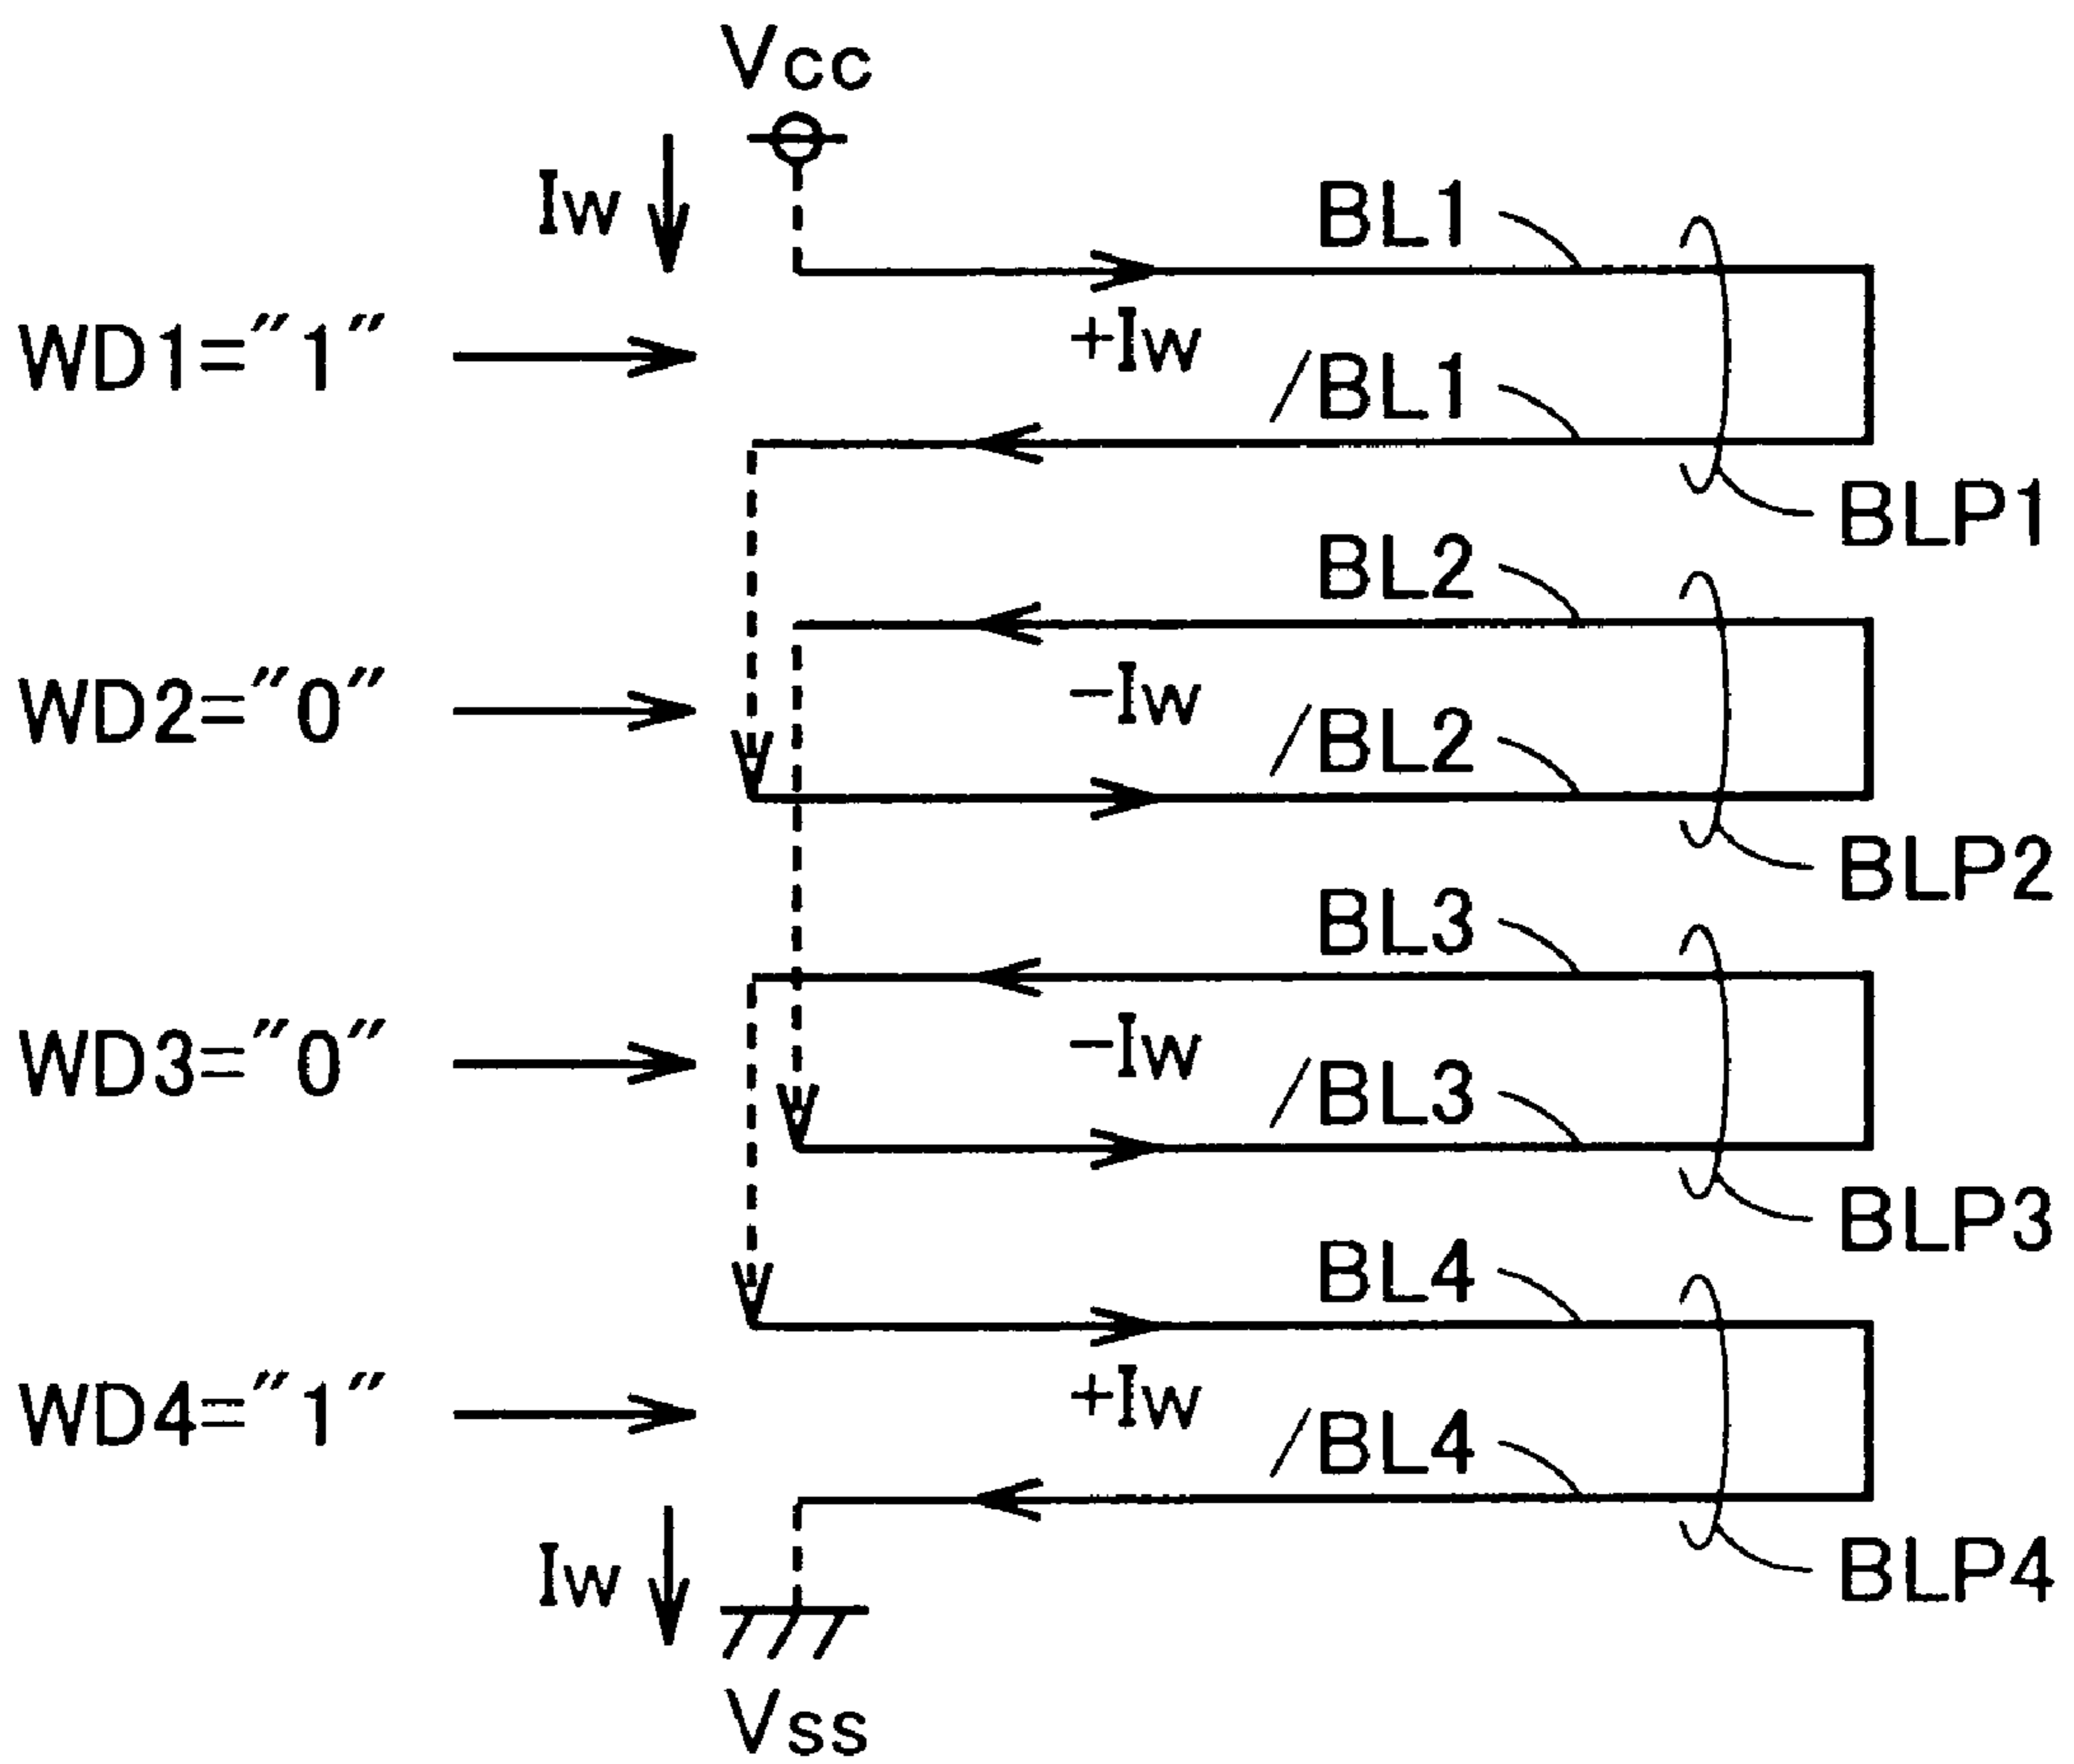 Vcc
Iw
BL1
WD1="1"
+Iw
/BL1
BLP1
BL2
WD2="0"
-Iw
/BL2
BLP2
BL3
WD3="0"
-Iw
/BL3
BLP3
BL4
WD4="1"
+Iw
/BL4
Iw
BLP4
Vss